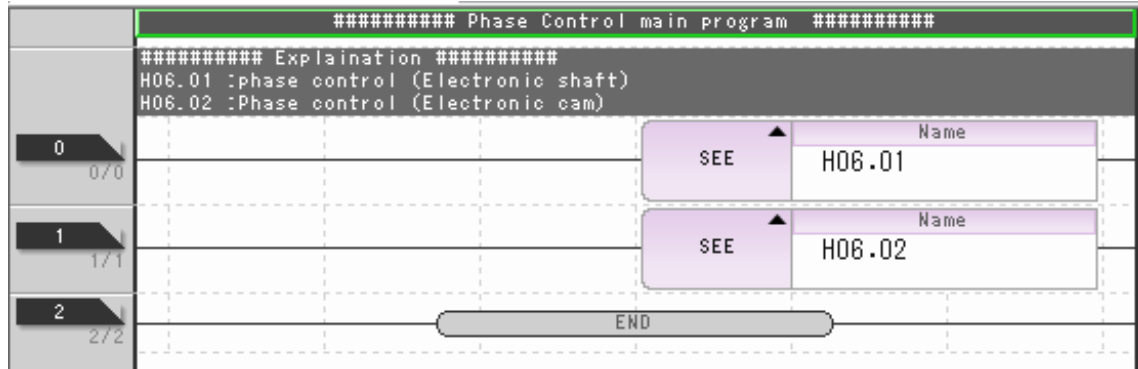 ########## Phase Control main program ##########
########## Explaination ##########
H06.01 :phase control (Electronic shaft)
H06.02 :Phase control (Electronic cam)
0
0/0
SEE
Name
H06.01
1
1/1
SEE
Name
H06.02
2
2/2
END